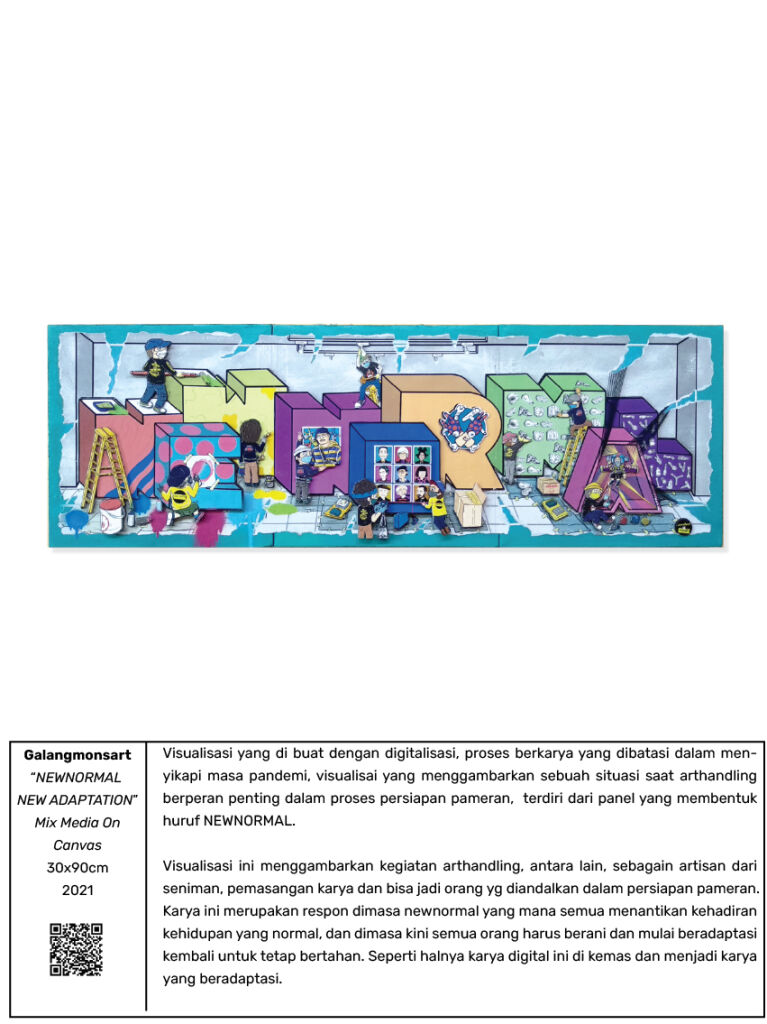 NEWNORMAL
Galangmonsart
“NEWNORMAL
NEW ADAPTATION”
Mix Media On
Canvas
30x90cm
2021
Visualisasi yang di buat dengan digitalisasi, proses berkarya yang dibatasi dalam men-
yikapi masa pandemi, visualisai yang menggambarkan sebuah situasi saat arthandling
berperan penting dalam proses persiapan pameran,  terdiri dari panel yang membentuk
huruf NEWNORMAL.
Visualisasi ini menggambarkan kegiatan arthandling, antara lain, sebagain artisan dari
seniman, pemasangan karya dan bisa jadi orang yg diandalkan dalam persiapan pameran.
Karya ini merupakan respon dimasa newnormal yang mana semua menantikan kehadiran
kehidupan yang normal, dan dimasa kini semua orang harus berani dan mulai beradaptasi
kembali untuk tetap bertahan. Seperti halnya karya digital ini di kemas dan menjadi karya
yang beradaptasi.